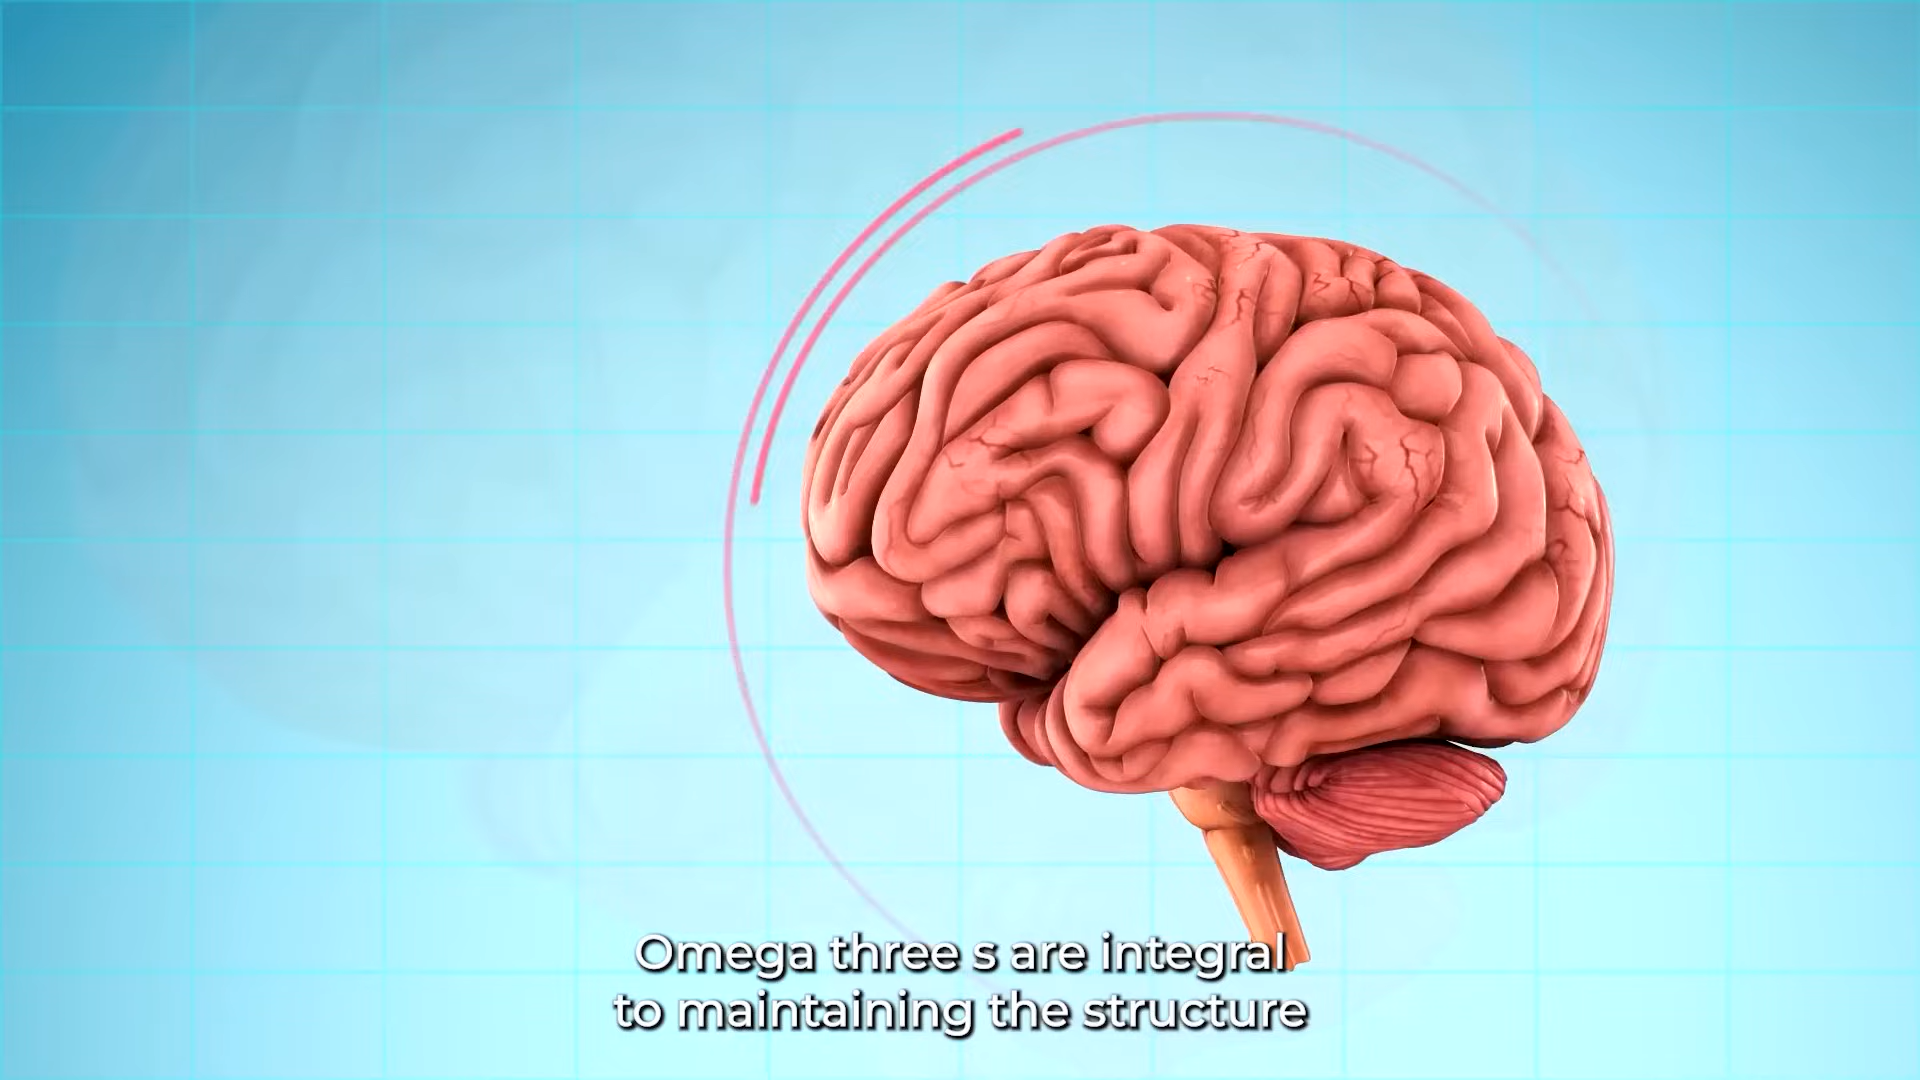 Omega three s are integral
to maintaining the structure